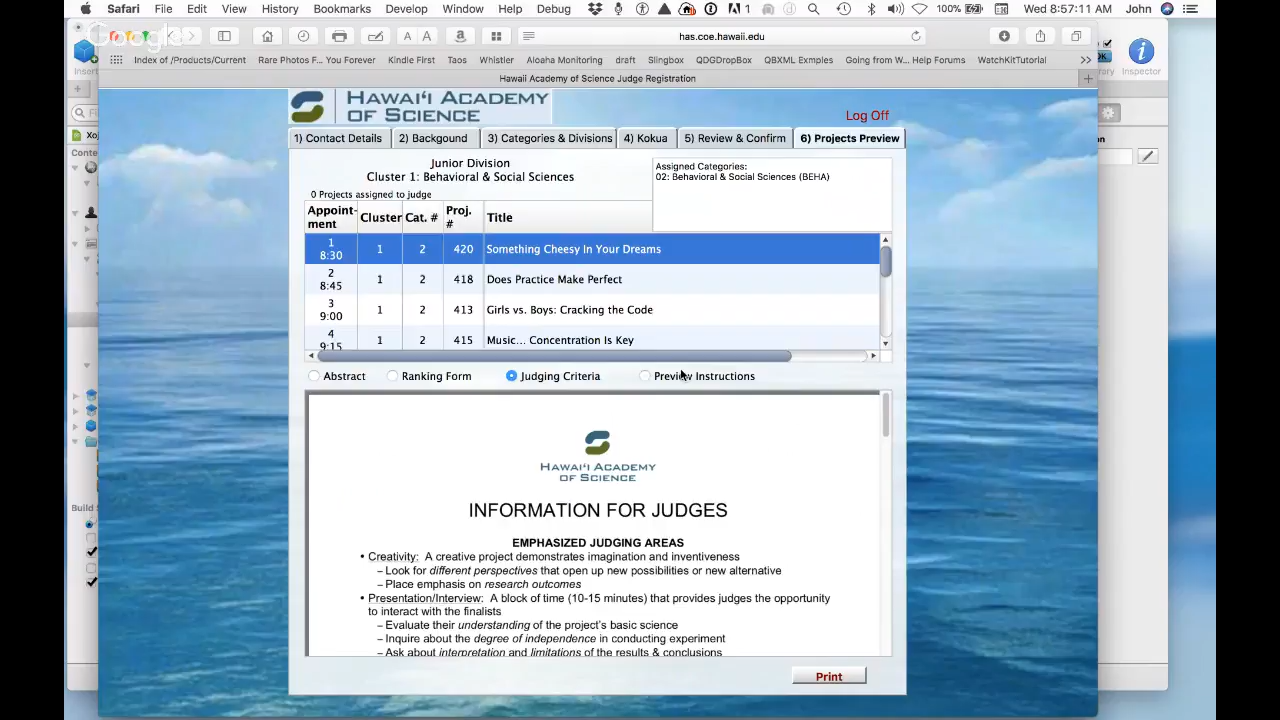 Safari File Edit View History Bookmarks Develop Window Help Debug 1 100% Wed 8:57:11 AM John
Google
has.coe.hawaii.edu
Insert
Inspector
Index of /Products/Current Rare Photos F... You Forever Kindle First Taos Whistler Aloaha Monitoring draft Slingbox QDGDropBox QBXML Exmples Going from W... Help Forums WatchKitTutorial
Hawaii Academy of Science Judge Registration
HAWAI'I ACADEMY
OF SCIENCE
Log Off
1) Contact Details 2) Background 3) Categories & Divisions 4) Kokua 5) Review & Confirm 6) Projects Preview
Junior Division
Cluster 1: Behavioral & Social Sciences
0 Projects assigned to judge
Assigned Categories:
02: Behavioral & Social Sciences (BEHA)
Appoint-
ment Cluster Cat. # Proj.
# Title
1
8:30 1 2 420 Something Cheesy In Your Dreams
2
8:45 1 2 418 Does Practice Make Perfect
3
9:00 1 2 413 Girls vs. Boys: Cracking the Code
4
9:15 1 2 415 Music... Concentration Is Key
Abstract Ranking Form Judging Criteria Preview Instructions
HAWAI'I ACADEMY
OF SCIENCE
INFORMATION FOR JUDGES
EMPHASIZED JUDGING AREAS
• Creativity: A creative project demonstrates imagination and inventiveness
– Look for different perspectives that open up new possibilities or new alternative
– Place emphasis on research outcomes
• Presentation/Interview: A block of time (10-15 minutes) that provides judges the opportunity
to interact with the finalists
– Evaluate their understanding of the project's basic science
– Inquire about the degree of independence in conducting experiment
– Ask about interpretation and limitations of the results & conclusions
Print
Xoj
Conte
Build S